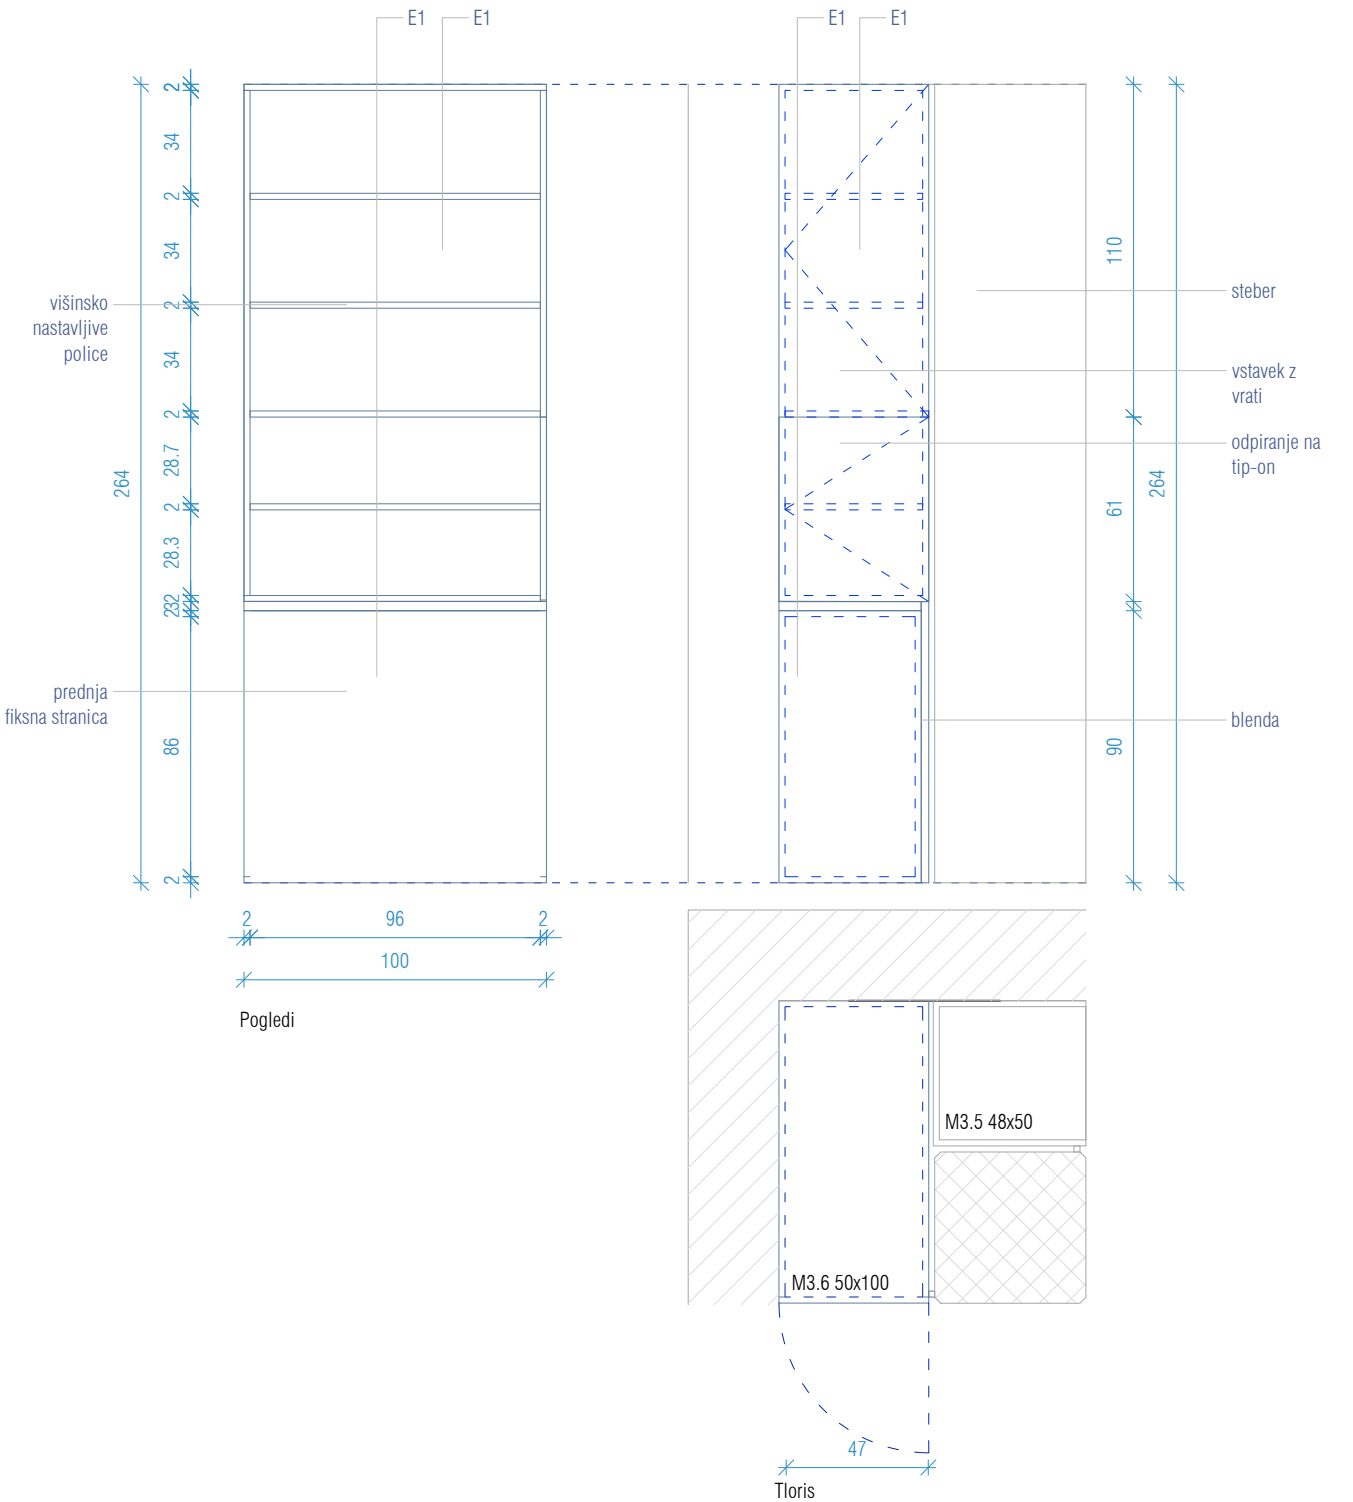 E1
E1
E1
E1
2
34
2
34
2
34
2
28.7
2
28.3
2
3
2
86
2
264
višinsko
nastavljive
police
prednja
fiksna stranica
110
61
90
264
steber
vstavek z
vrati
odpiranje na
tip-on
blenda
2
96
2
100
Pogledi
M3.5 48x50
M3.6 50x100
47
Tloris